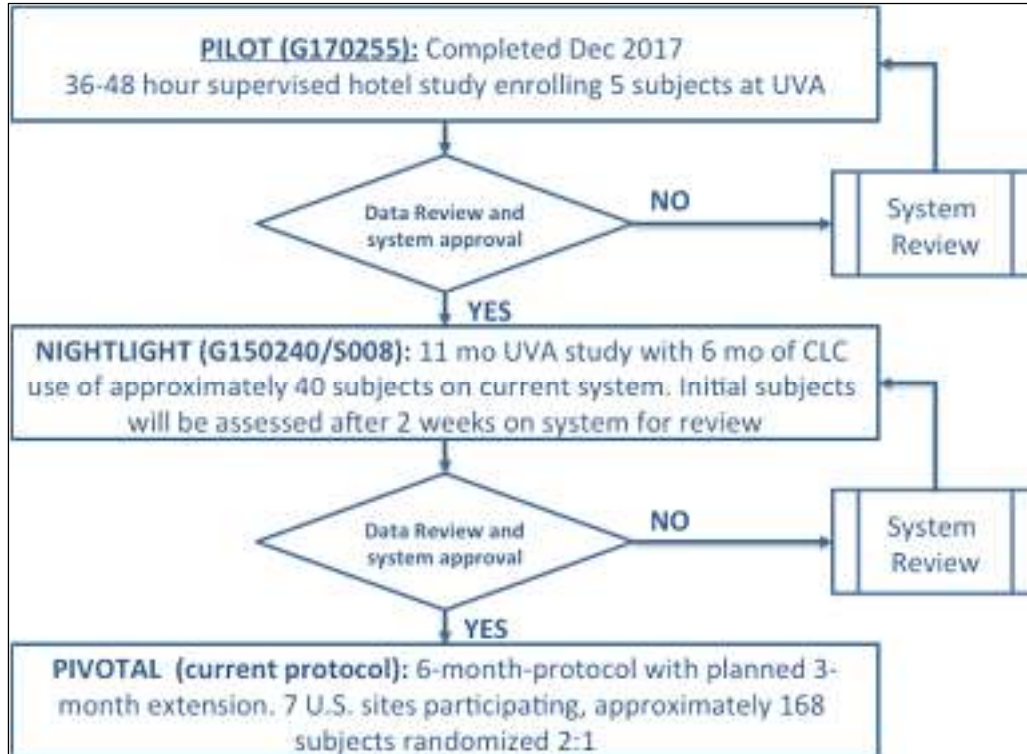 PILOT (G170255): Completed Dec 2017
36-48 hour supervised hotel study enrolling 5 subjects at UVA
Data Review and
system approval
NO
System
Review
YES
NIGHTLIGHT (G150240/S008): 11 mo UVA study with 6 mo of CLC
use of approximately 40 subjects on current system. Initial subjects
will be assessed after 2 weeks on system for review
Data Review and
system approval
NO
System
Review
YES
PIVOTAL (current protocol): 6-month-protocol with planned 3-
month extension. 7 U.S. sites participating, approximately 168
subjects randomized 2:1